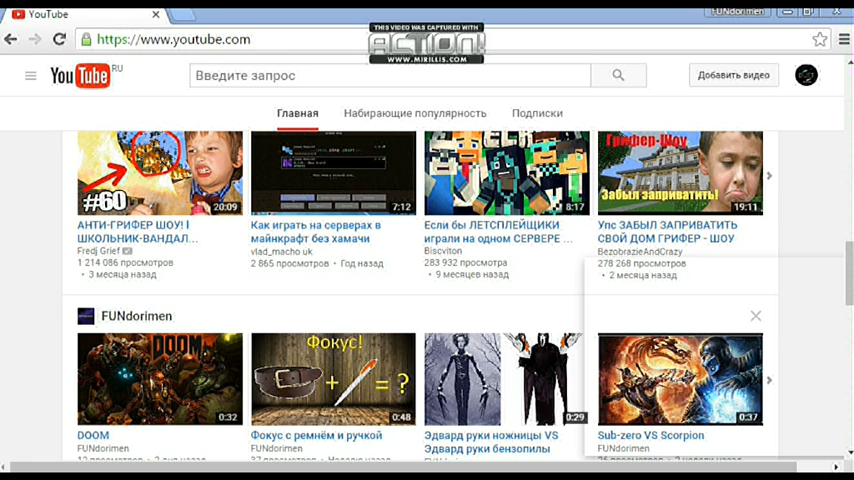 YouTube
FUNdorimen
THIS VIDEO WAS CAPTURED WITH
ACTION!
WWW.MIRILLIS.COM
https://www.youtube.com
YouTube RU
Введите запрос
Добавить видео
Главная
Набирающие популярность
Подписки
#60
20:09
7:12
8:17
Грифер-Шоу
Забыл заприватить!
19:11
АНТИ-ГРИФЕР ШОУ! l
ШКОЛЬНИК-ВАНДАЛ...
Fredj Grief
1 214 086 просмотров
• 3 месяца назад
Как играть на серверах в
майнкрафт без хамачи
vlad_macho uk
2 865 просмотров • Год назад
Если бы ЛЕТСПЛЕЙЩИКИ
играли на одном СЕРВЕРЕ ...
Biscviton
283 932 просмотра
• 9 месяцев назад
Упс ЗАБЫЛ ЗАПРИВАТИТЬ
СВОЙ ДОМ ГРИФЕР - ШОУ
BezobrazieAndCrazy
278 268 просмотров
• 2 месяца назад
FUNdorimen
DOOM
0:32
Фокус!
+ = ?
0:48
0:29
0:37
DOOM
FUNdorimen
Фокус с ремнём и ручкой
FUNdorimen
Эдвард руки ножницы VS
Эдвард руки бензопилы
Sub-zero VS Scorpion
FUNdorimen